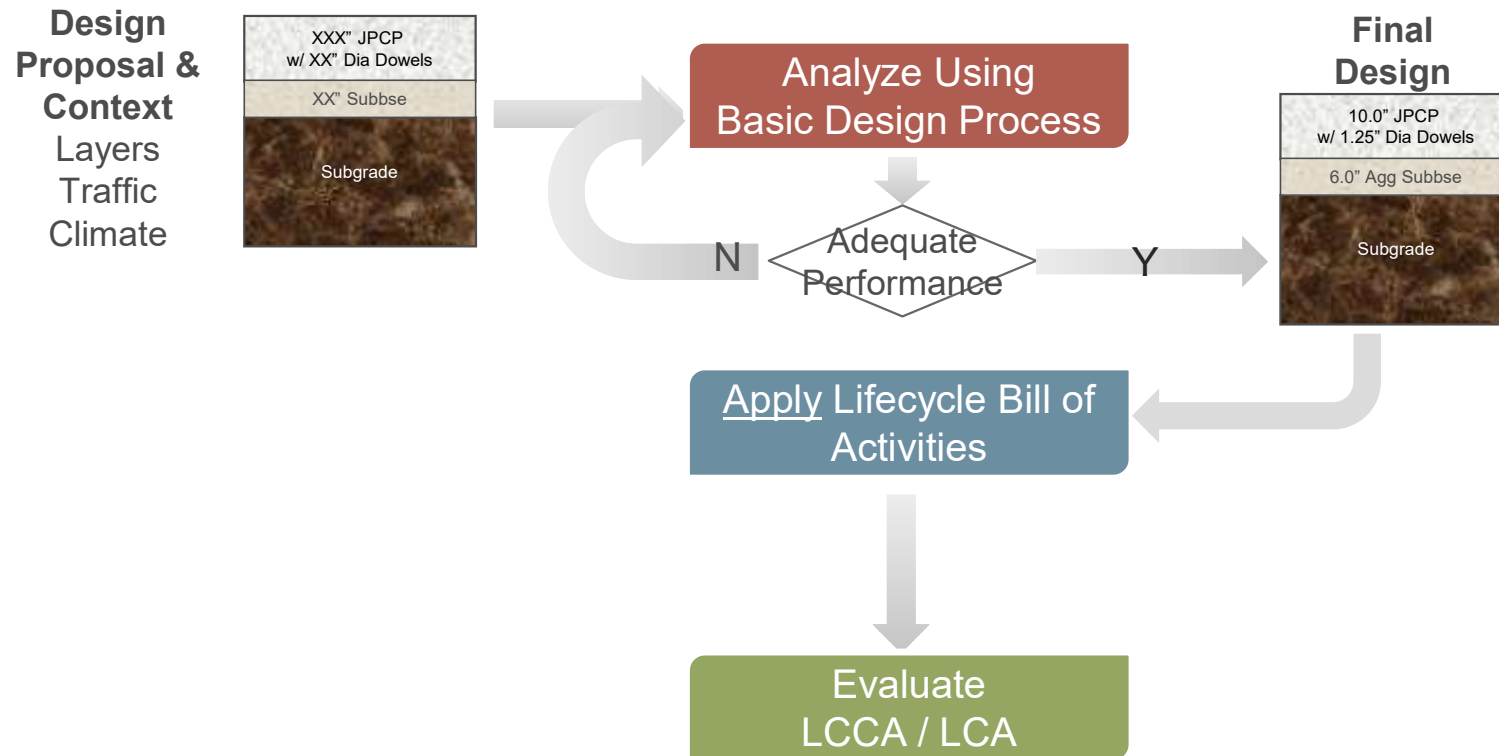 Design
Proposal &
Context
Layers
Traffic
Climate
XXX" JPCP
w/ XX" Dia Dowels
XX" Subbse
Subgrade
Analyze Using
Basic Design Process
Adequate
Performance
N
Y
Final
Design
10.0" JPCP
w/ 1.25" Dia Dowels
6.0" Agg Subbse
Subgrade
Apply Lifecycle Bill of
Activities
Evaluate
LCCA / LCA